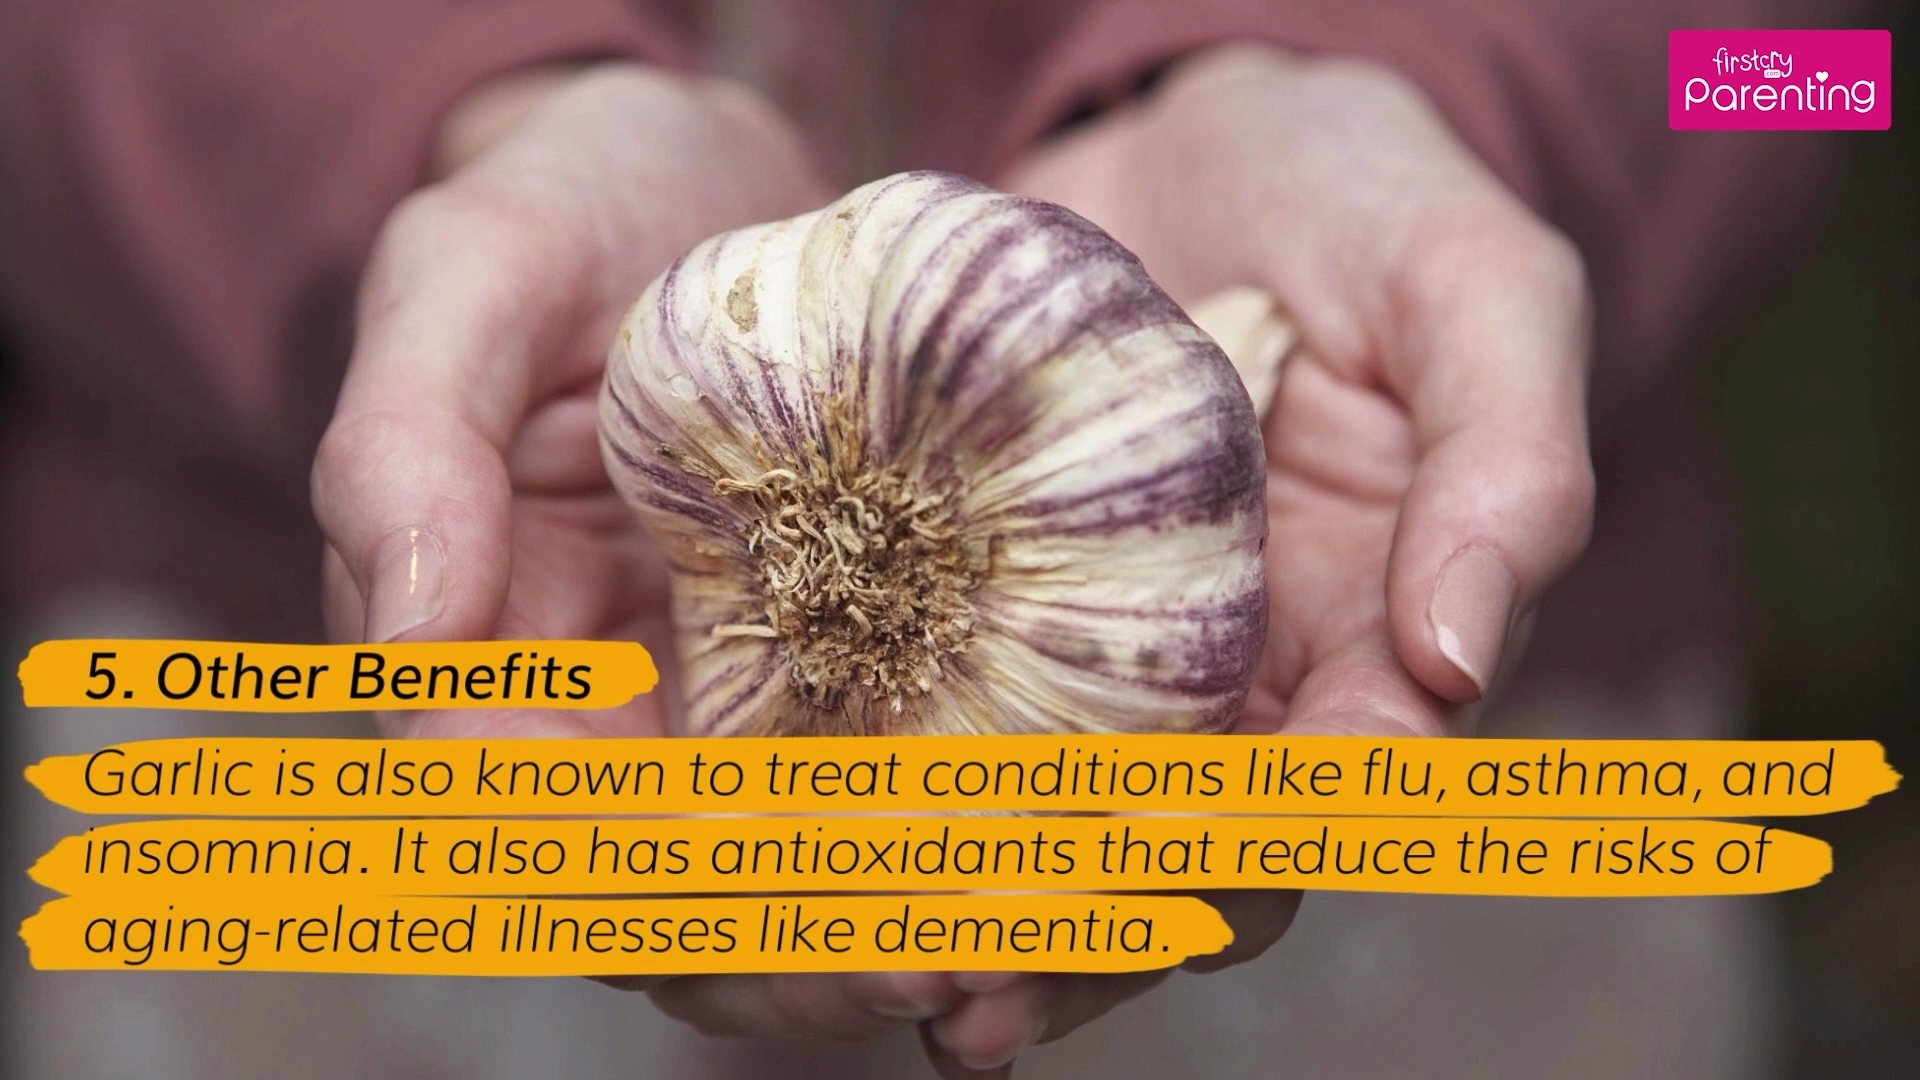 firstcry
.com
Parenting
5. Other Benefits
Garlic is also known to treat conditions like flu, asthma, and
insomnia. It also has antioxidants that reduce the risks of
aging-related illnesses like dementia.